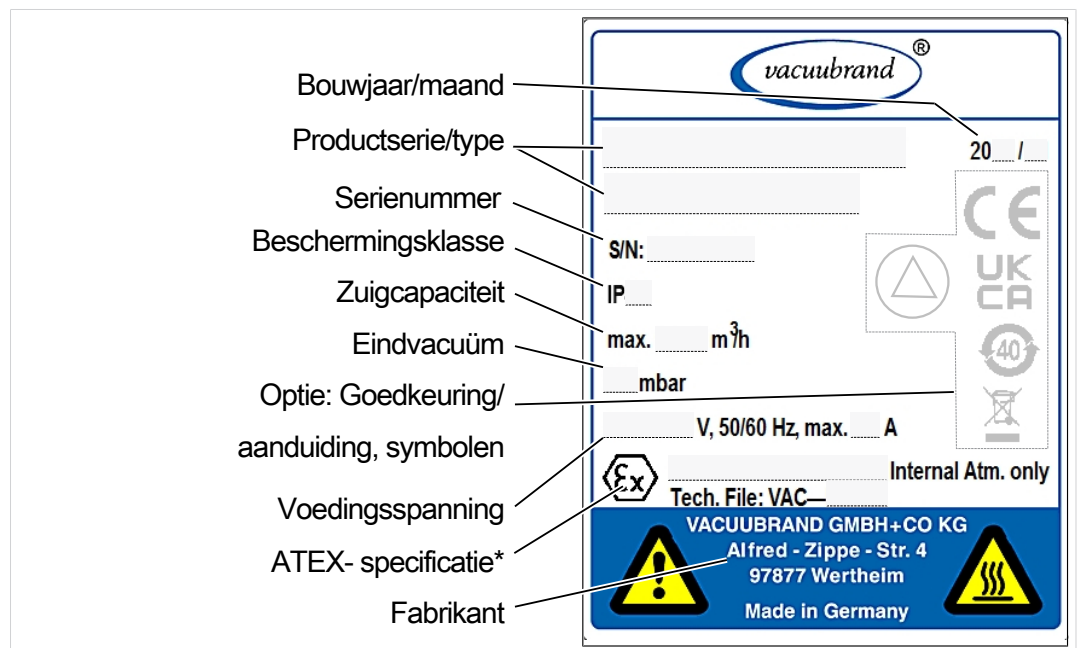 vacuubrand ®
Bouwjaar/maand
Productserie/type
20 /
Serienummer
S/N:
Beschermingsklasse
IP
Zuigcapaciteit
max. m³/h
Eindvacuüm
mbar
Optie: Goedkeuring/
aanduiding, symbolen
CE
UK
CA
40
V, 50/60 Hz, max. A
Voedingsspanning
Ex
Internal Atm. only
Tech. File: VAC—
ATEX- specificatie*
Fabrikant
VACUUBRAND GMBH+CO KG
Alfred - Zippe - Str. 4
97877 Wertheim
Made in Germany